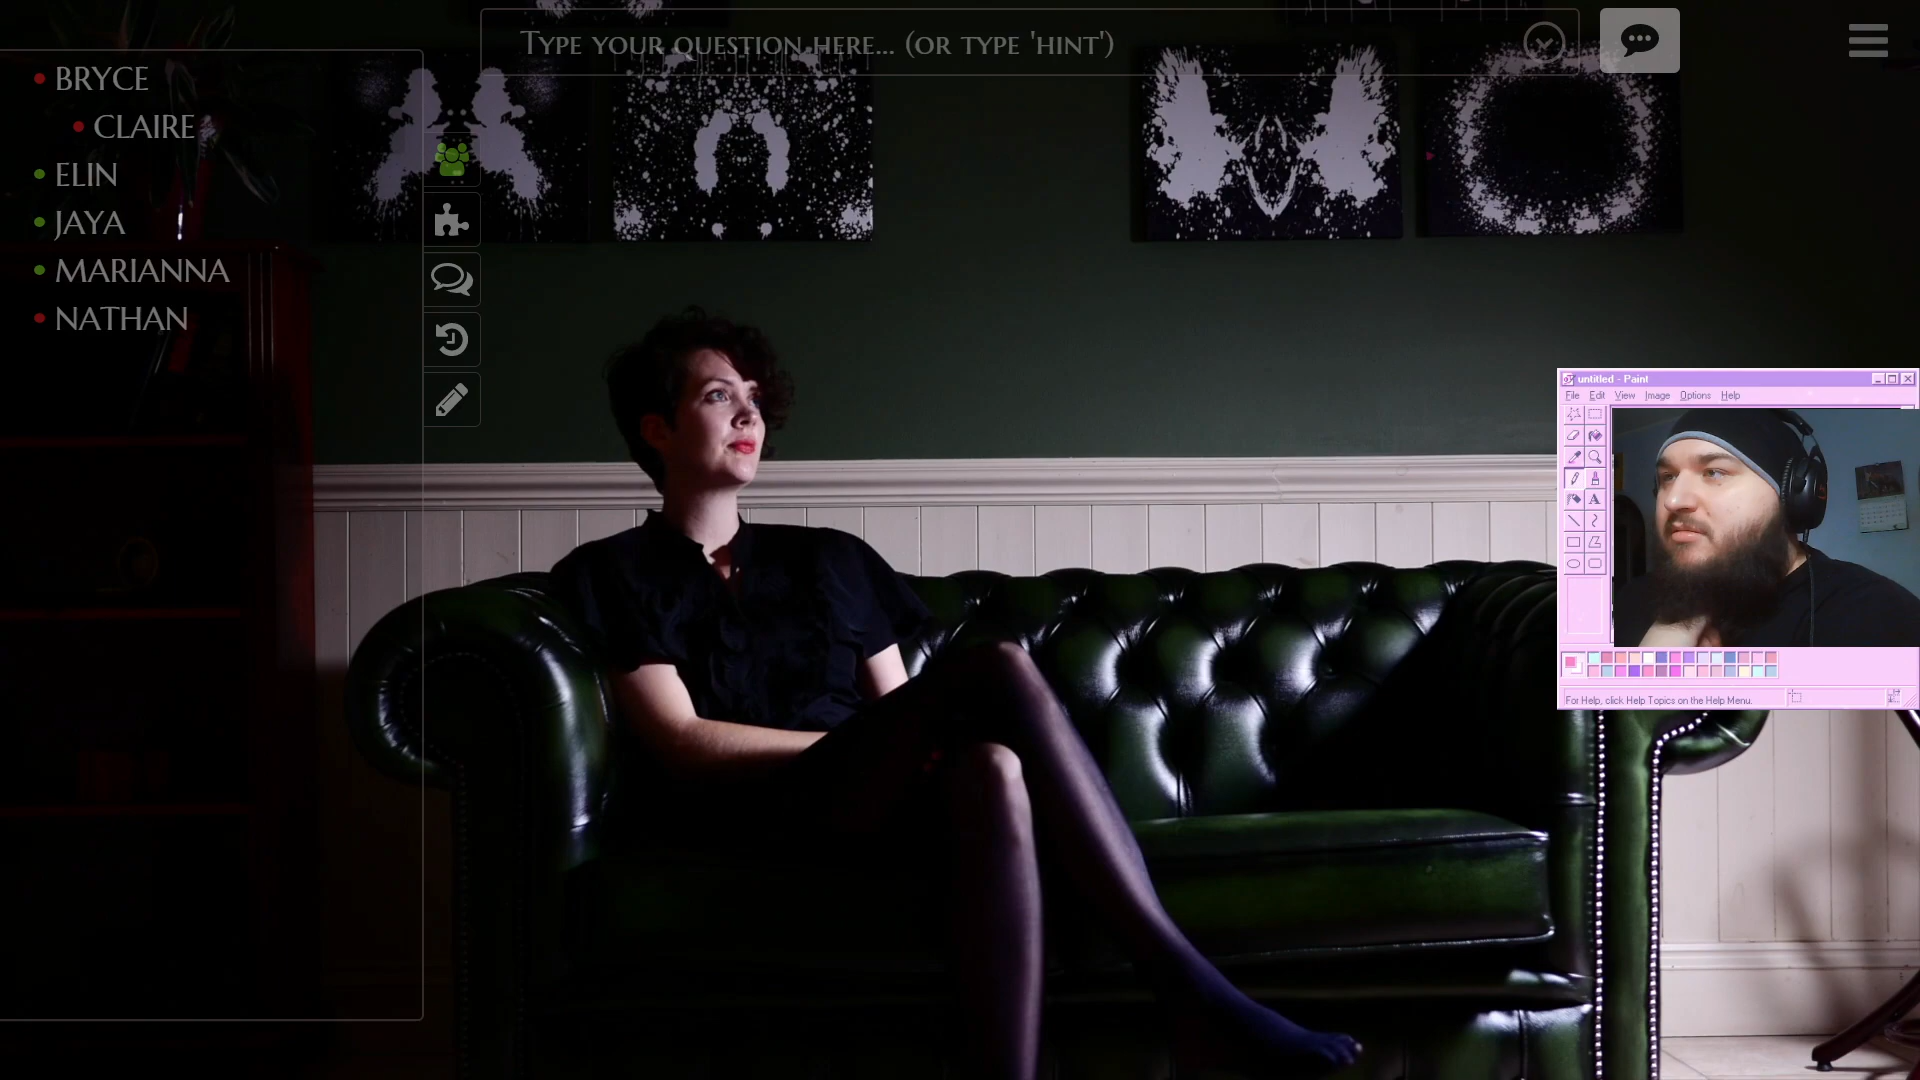 Type your question here... (or type 'hint')
BRYCE
CLAIRE
ELIN
JAYA
MARIANNA
NATHAN
untitled - Paint
File Edit View Image Options Help
A
For Help, click Help Topics on the Help Menu.